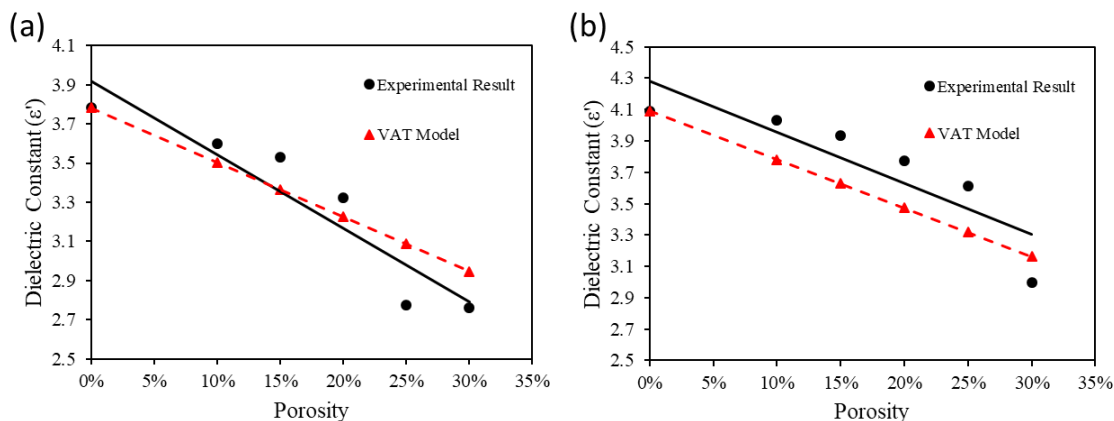 (a)
4.1
3.9
3.7
3.5
3.3
3.1
2.9
2.7
2.5
Dielectric Constant (ε')
Experimental Result
VAT Model
0% 5% 10% 15% 20% 25% 30% 35%
Porosity
(b)
4.5
4.3
4.1
3.9
3.7
3.5
3.3
3.1
2.9
2.7
2.5
Dielectric Constant (ε')
Experimental Result
VAT Model
0% 5% 10% 15% 20% 25% 30% 35%
Porosity